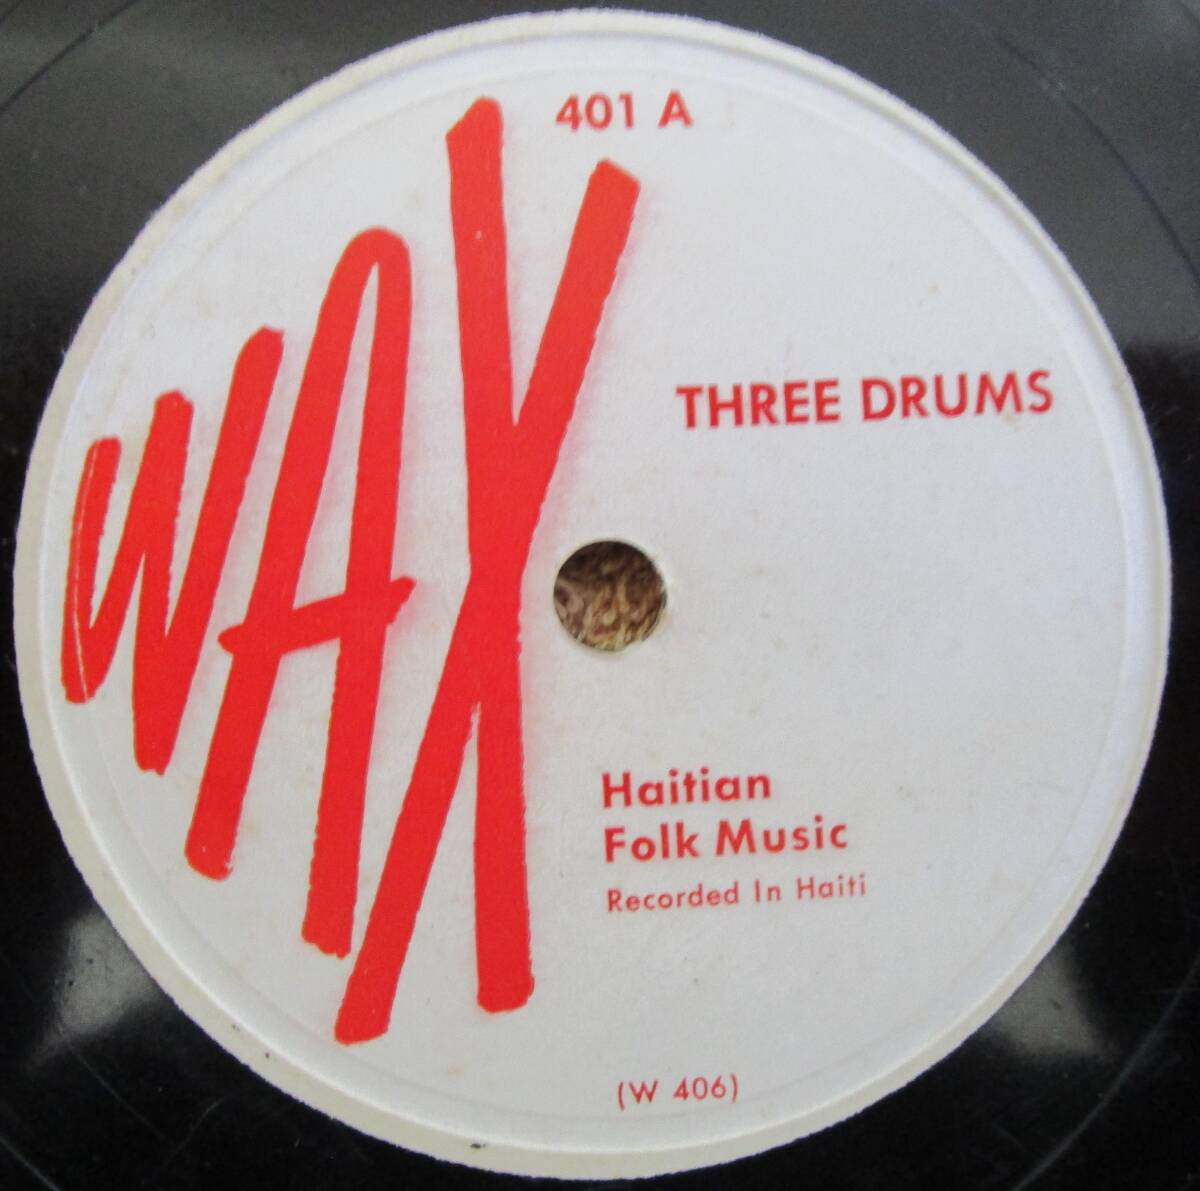 401 A
WAX
THREE DRUMS
Haitian
Folk Music
Recorded In Haiti
(W 406)